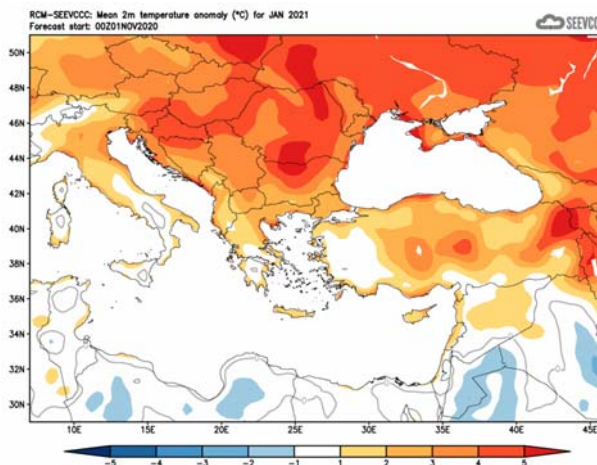 RCM-SEEVCCC: Mean 2m temperature anomaly (°C) for JAN 2021
Forecast start: 00Z01NOV2020
SEEVCC
50N
48N
46N
44N
42N
40N
38N
36N
34N
32N
30N
10E 15E 20E 25E 30E 35E 40E 45E
-5 -4 -3 -2 -1 1 2 3 4 5